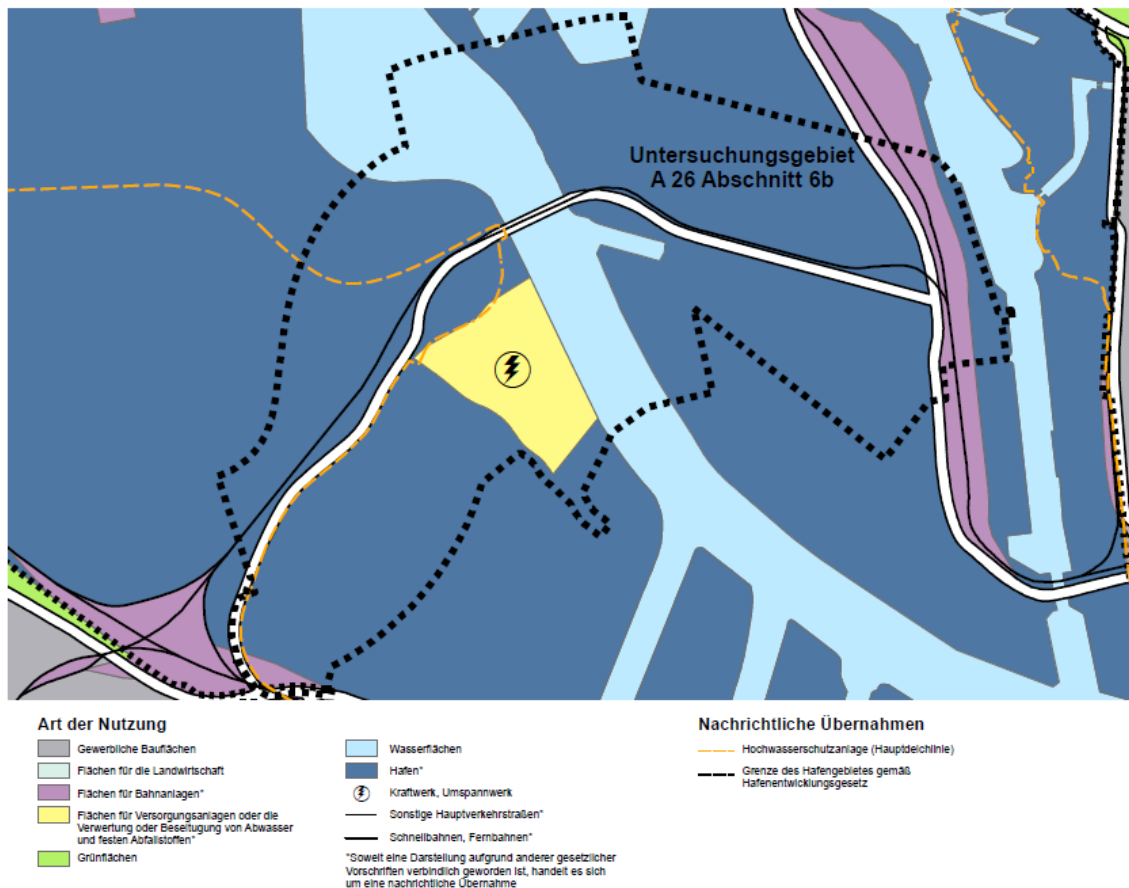 Untersuchungsgebiet
A 26 Abschnitt 6b
Art der Nutzung
Gewerbliche Bauflächen
Flächen für die Landwirtschaft
Flächen für Bahnanlagen*
Flächen für Versorgungsanlagen oder die
Verwertung oder Beseitigung von Abwasser
und festen Abfallstoffen*
Grünflächen
Wasserflächen
Hafen*
Kraftwerk, Umspannwerk
Sonstige Hauptverkehrstraßen*
Schnellbahnen, Fernbahnen*
*Soweit eine Darstellung aufgrund anderer gesetzlicher
Vorschriften verbindlich geworden ist, handelt es sich
um eine nachrichtliche Übernahme
Nachrichtliche Übernahmen
Hochwasserschutzanlage (Hauptdeichlinie)
Grenze des Hafengebietes gemäß
Hafenentwicklungsgesetz